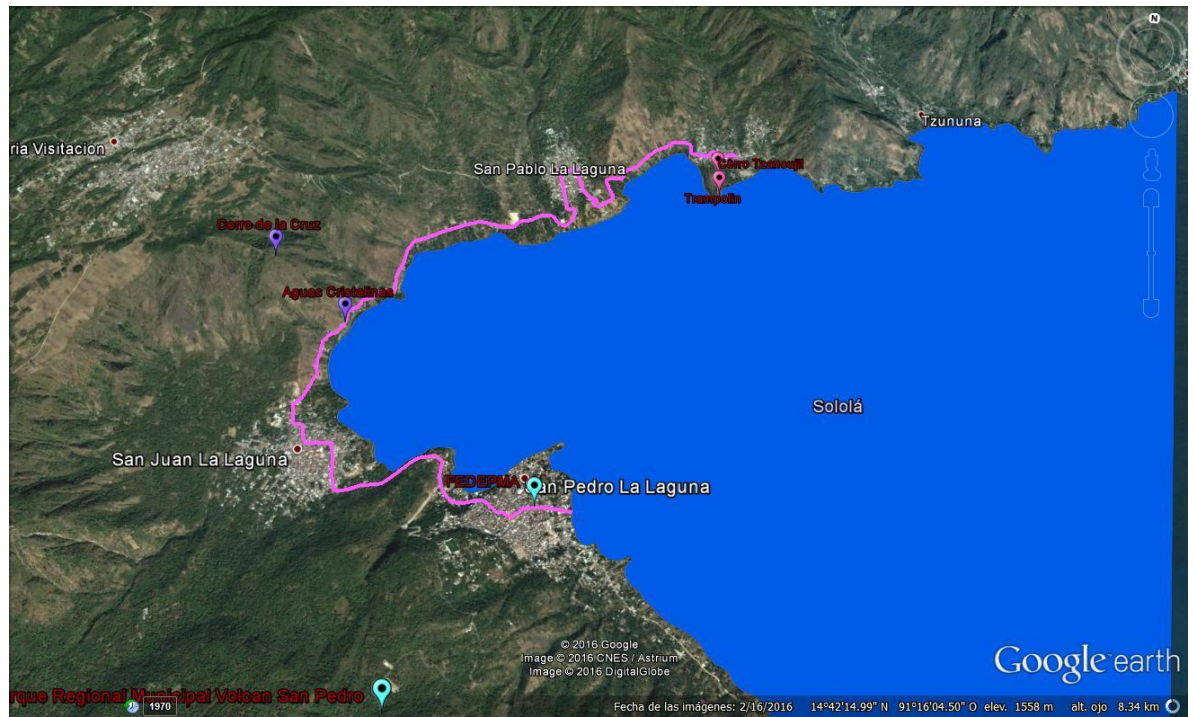 N
Tzununa
ria Visitacion
San Pablo La Laguna
Cerro Tzancujil
Trampolin
Cerro de la Cruz
Aguas Cristalinas
Sololá
San Juan La Laguna
FEDEPMA
an Pedro La Laguna
© 2016 Google
Image © 2016 CNES / Astrium
Image © 2016 DigitalGlobe
Google earth
rque Regional Municipal Volcan San Pedro
1970
Fecha de las imágenes: 2/16/2016 14°42'14.99" N 91°16'04.50" O elev. 1558 m alt. ojo 8.34 km